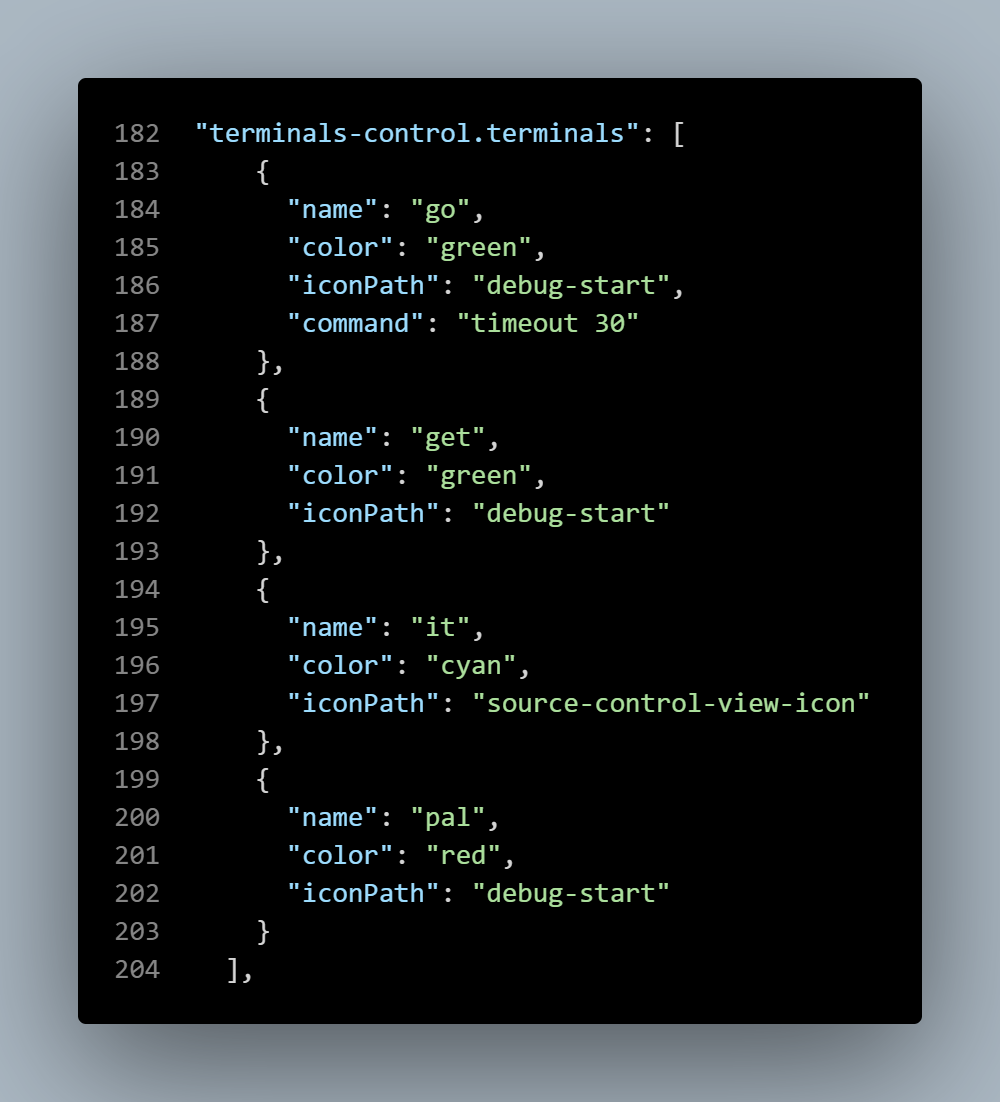 182 "terminals-control.terminals": [
183 {
184 "name": "go",
185 "color": "green",
186 "iconPath": "debug-start",
187 "command": "timeout 30"
188 },
189 {
190 "name": "get",
191 "color": "green",
192 "iconPath": "debug-start"
193 },
194 {
195 "name": "it",
196 "color": "cyan",
197 "iconPath": "source-control-view-icon"
198 },
199 {
200 "name": "pal",
201 "color": "red",
202 "iconPath": "debug-start"
203 }
204 ],